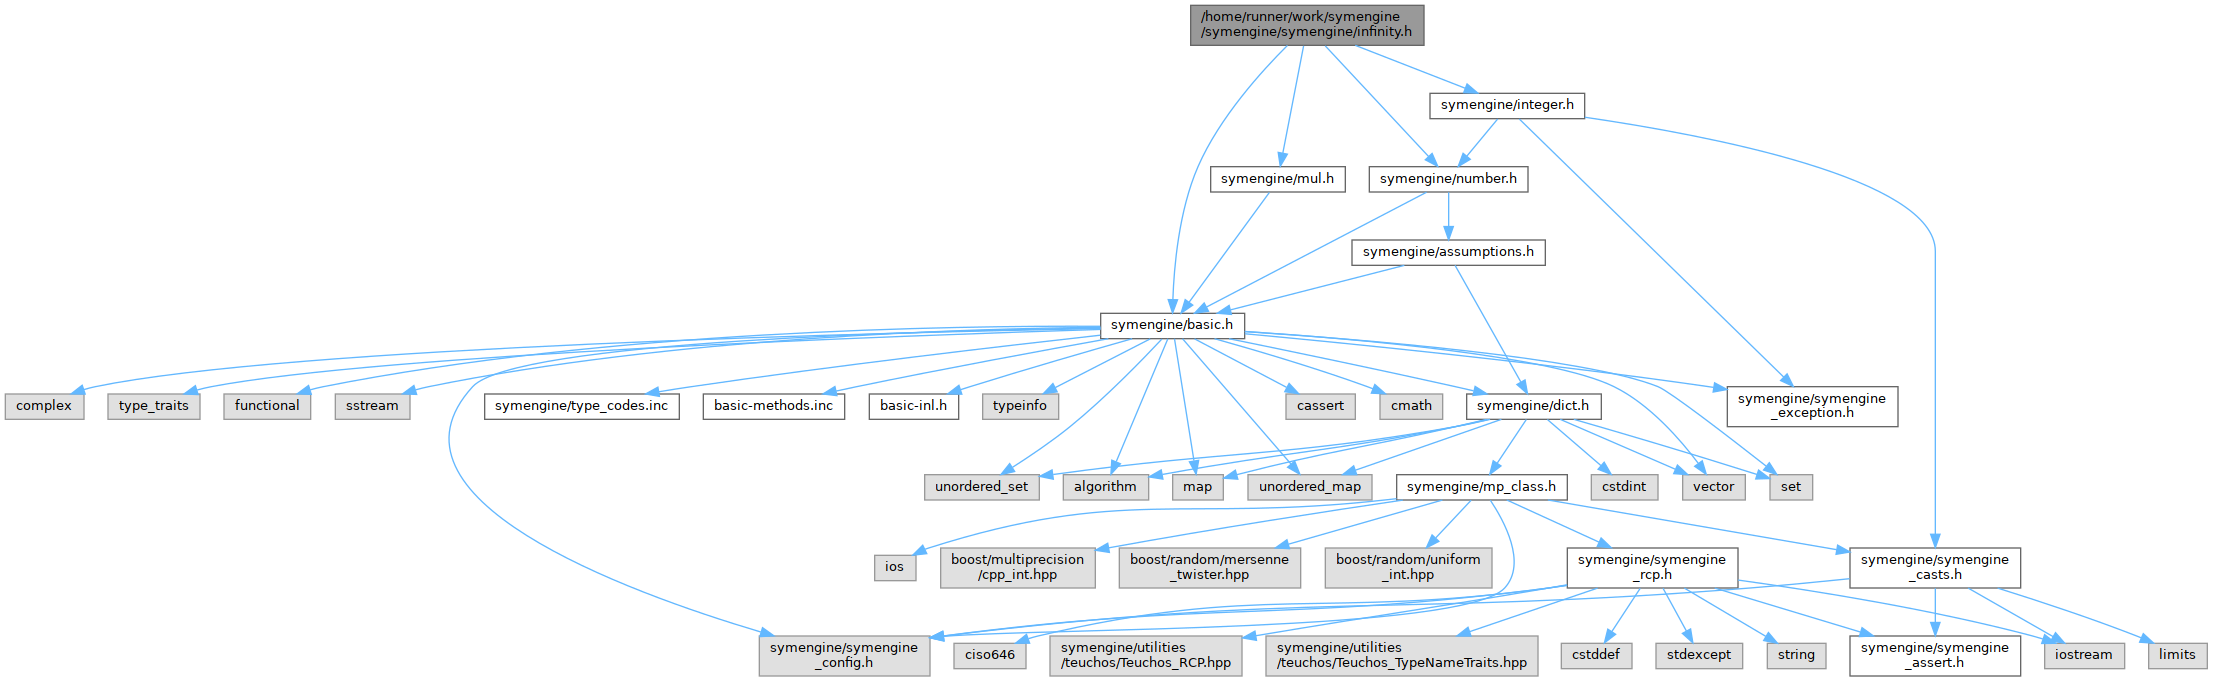 /home/runner/work/symengine
/symengine/symengine/infinity.h
symengine/integer.h
symengine/mul.h
symengine/number.h
symengine/assumptions.h
symengine/basic.h
complex
type_traits
functional
sstream
symengine/type_codes.inc
basic-methods.inc
basic-inl.h
typeinfo
cassert
cmath
symengine/dict.h
symengine/symengine
_exception.h
unordered_set
algorithm
map
unordered_map
symengine/mp_class.h
cstdint
vector
set
ios
boost/multiprecision
/cpp_int.hpp
boost/random/mersenne
_twister.hpp
boost/random/uniform
_int.hpp
symengine/symengine
_rcp.h
symengine/symengine
_casts.h
symengine/symengine
_config.h
ciso646
symengine/utilities
/teuchos/Teuchos_RCP.hpp
symengine/utilities
/teuchos/Teuchos_TypeNameTraits.hpp
cstddef
stdexcept
string
symengine/symengine
_assert.h
iostream
limits